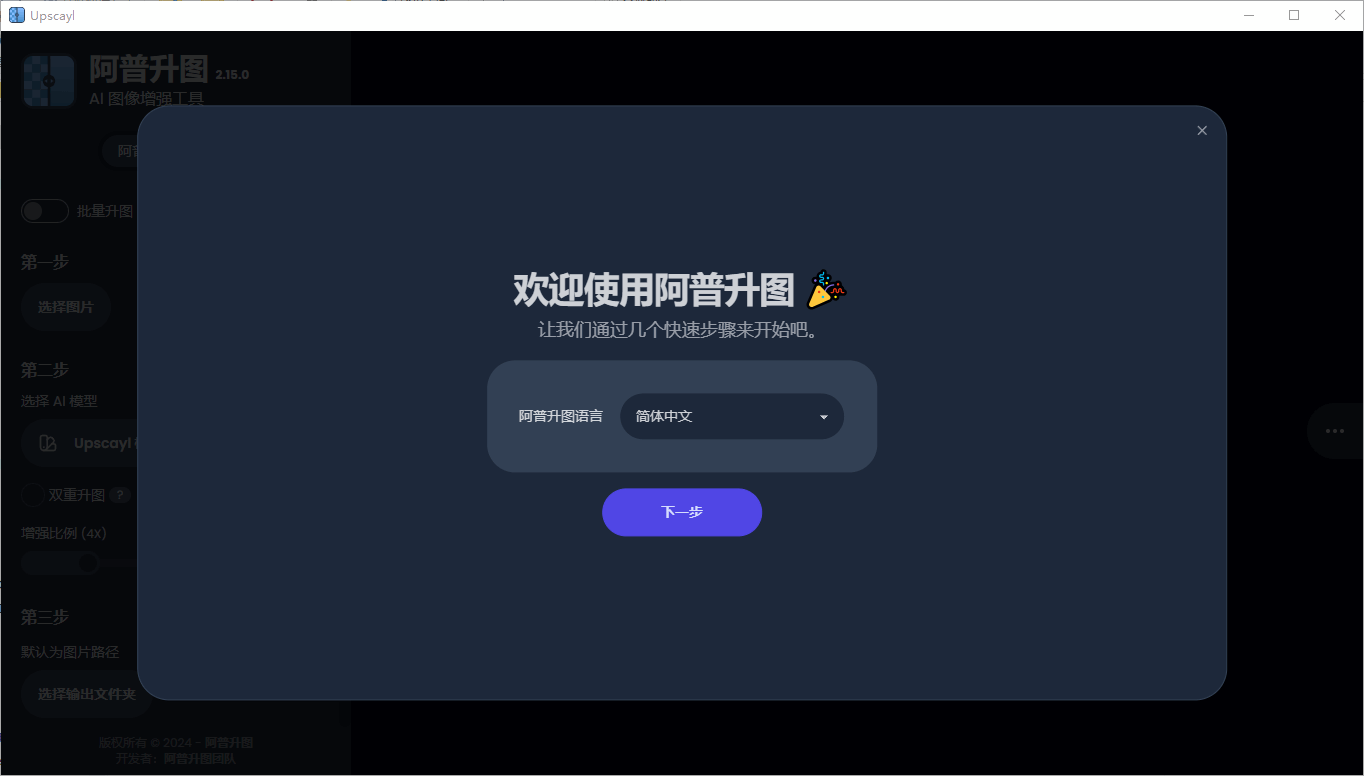 Upscayl
阿普升图 2.15.0
AI 图像增强工具
批量升图
第一步
选择图片
第二步
选择 AI 模型
Upscayl
双重升图 ?
增强比例 (4X)
第三步
默认为图片路径
选择输出文件夹
版权所有 © 2024 - 阿普升图
开发者：阿普升图团队
欢迎使用阿普升图
让我们通过几个快速步骤来开始吧。
阿普升图语言
简体中文
下一步